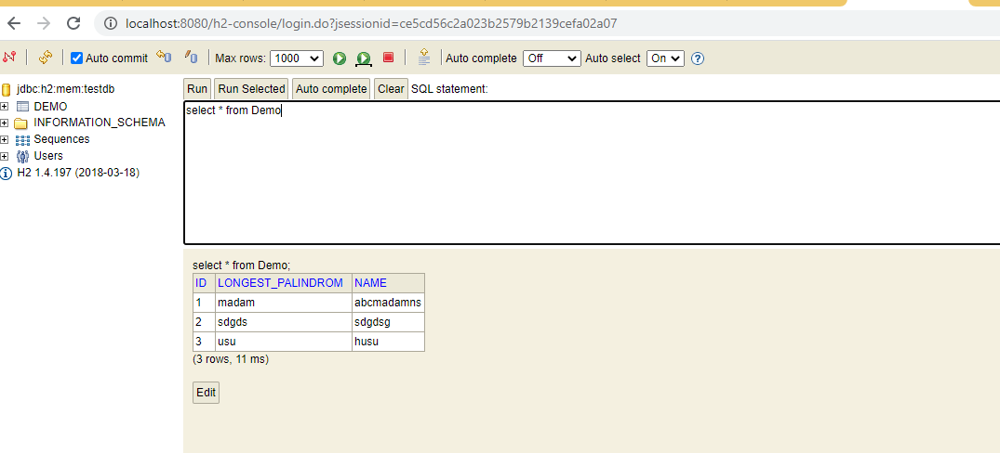 localhost:8080/h2-console/login.do?jsessionid=ce5cd56c2a023b2579b2139cefa02a07
Auto commit Max rows: 1000 Auto complete Off Auto select On
jdbc:h2:mem:testdb
DEMO
INFORMATION_SCHEMA
Sequences
Users
H2 1.4.197 (2018-03-18)
Run Run Selected Auto complete Clear SQL statement:
select * from Demo
select * from Demo;
ID LONGEST_PALINDROM NAME
1 madam abcmadamns
2 sdgds sdgdsg
3 usu husu
(3 rows, 11 ms)
Edit